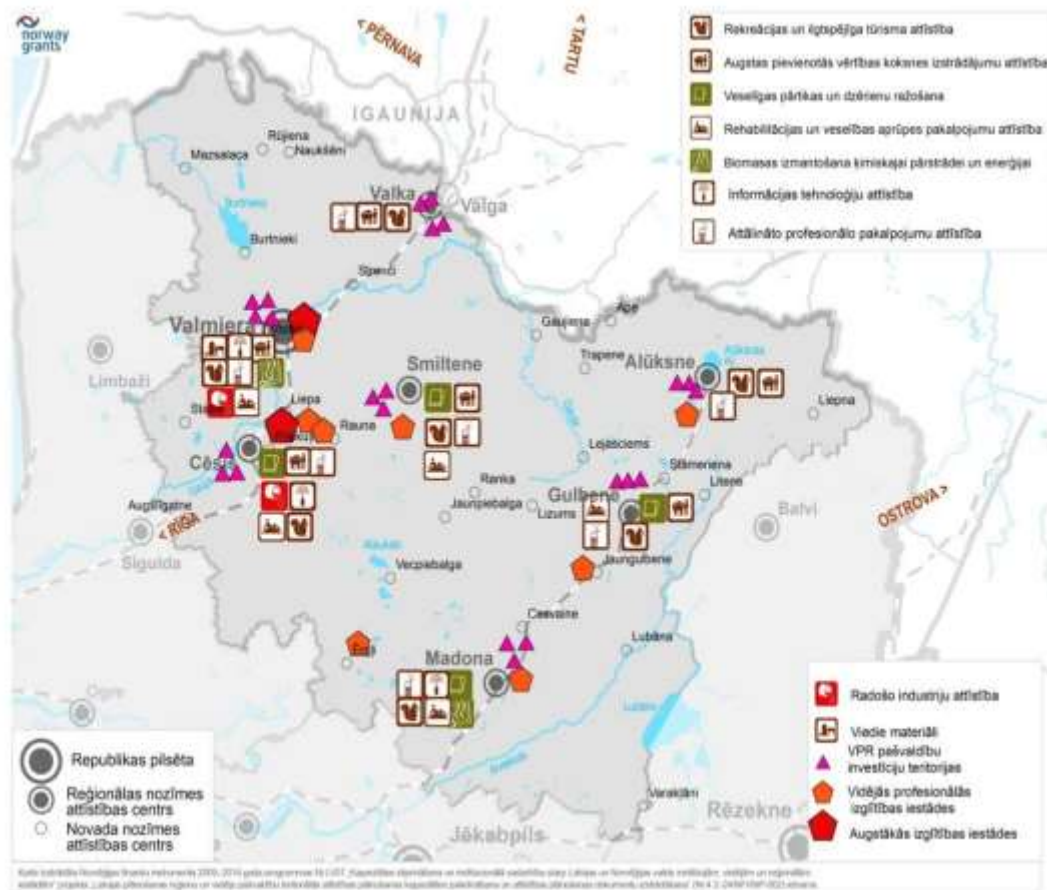 norway
grants
< PĒRNAVA
< TARTU
IGAUNIJA
Rekreācijas un ilgtspējīga tūrisma attīstība
Augstas pievienotās vērtības koksnes izstrādājumu attīstība
Veselīgas pārtikas un dzērienu ražošana
Rehabilitācijas un veselības aprūpes pakalpojumu attīstība
Biomasas izmantošana ķīmiskajai pārstrādei un enerģijai
Informācijas tehnoloģiju attīstība
Attālināto profesionālo pakalpojumu attīstība
Rūjiena
Naukšēni
Mazsalaca
Valka
Valga
Burtnieks
Burtnieki
Strenči
Valmiera
Gaujiena
Ape
Trapene
Alūksne
Smiltene
Limbaži
Liepa
Rauna
Liepna
Cēsis
Lejasciems
Stāmeriena
Litene
Ranka
Gulbene
Lizums
Jaunpiebalga
Balvi
OSTROVA >
< RĪGA
Sigulda
Jaungulbene
Vecpiebalga
Cesvaine
Lubāna
Madona
Ogre
Varakļāni
Rēzekne
Jēkabpils
Republikas pilsēta
Reģionālas nozīmes
attīstības centrs
Novada nozīmes
attīstības centrs
Radošo industriju attīstība
Viedie materiāli
VPR pašvaldību
investīciju teritorijas
Vidējās profesionālās
izglītības iestādes
Augstākās izglītības iestādes